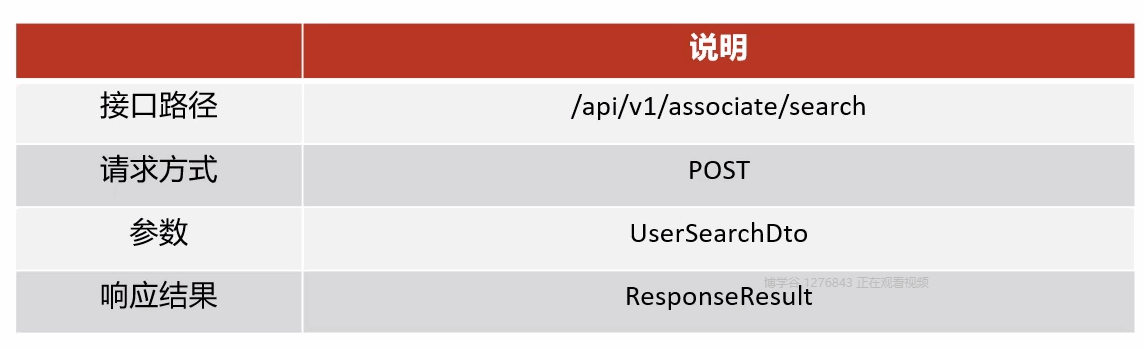 说明
接口路径 /api/v1/associate/search
请求方式 POST
参数 UserSearchDto
响应结果 ResponseResult
博学谷 1276843 正在观看视频